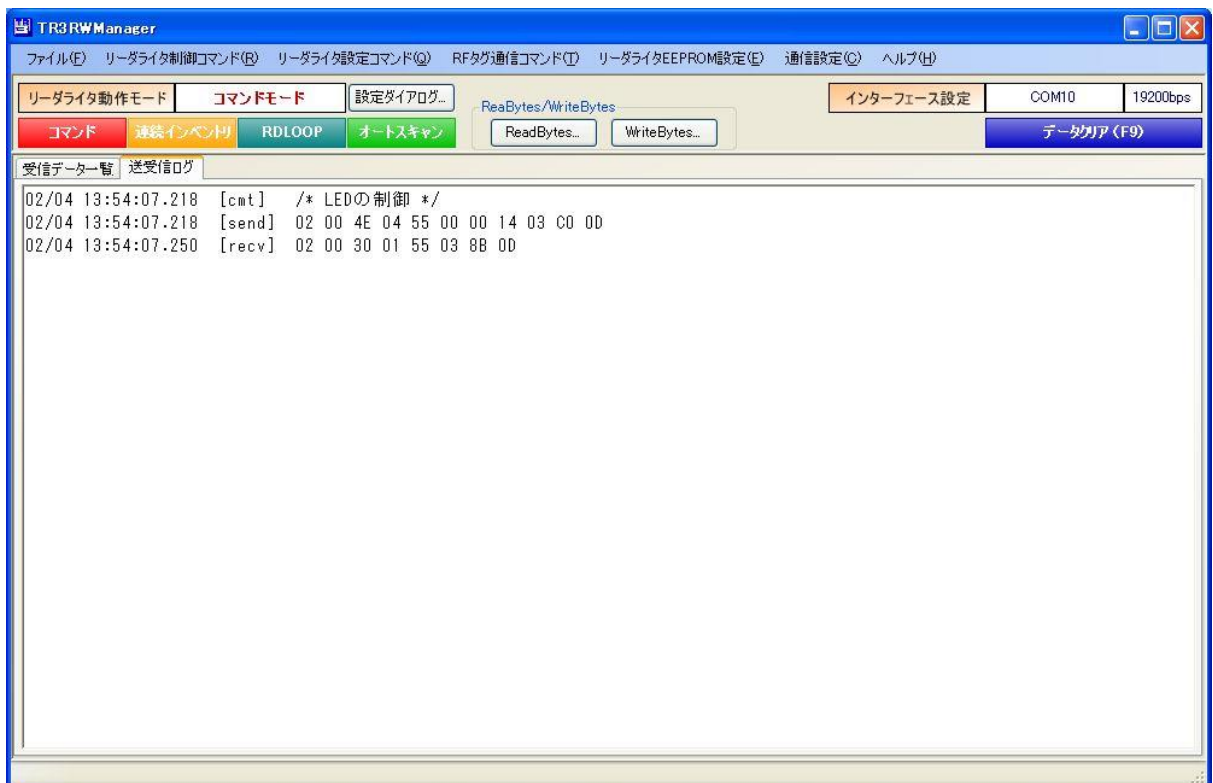 TR3RWManager
ファイル(F) リーダライタ制御コマンド(R) リーダライタ設定コマンド(Q) RFタグ通信コマンド(T) リーダライタEEPROM設定(E) 通信設定(C) ヘルプ(H)
リーダライタ動作モード コマンドモード 設定ダイアログ... ReaBytes/WriteBytes インターフェース設定 COM10 19200bps
コマンド 連続インベントリ RDLOOP オートスキャン ReadBytes... WriteBytes... データクリア(F9)
受信データ一覧 送受信ログ
02/04 13:54:07.218 [cmt] /* LEDの制御 */
02/04 13:54:07.218 [send] 02 00 4E 04 55 00 00 14 03 C0 0D
02/04 13:54:07.250 [recv] 02 00 30 01 55 03 8B 0D